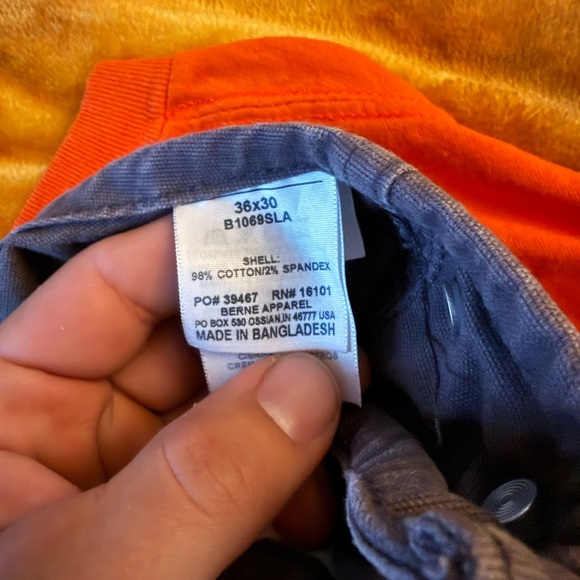 36x30
B1069SLA
SHELL:
98% COTTON/2% SPANDEX
PO# 39467 RN# 16101
BERNE APPAREL
PO BOX 530 OSSIAN,IN 46777 USA
MADE IN BANGLADESH